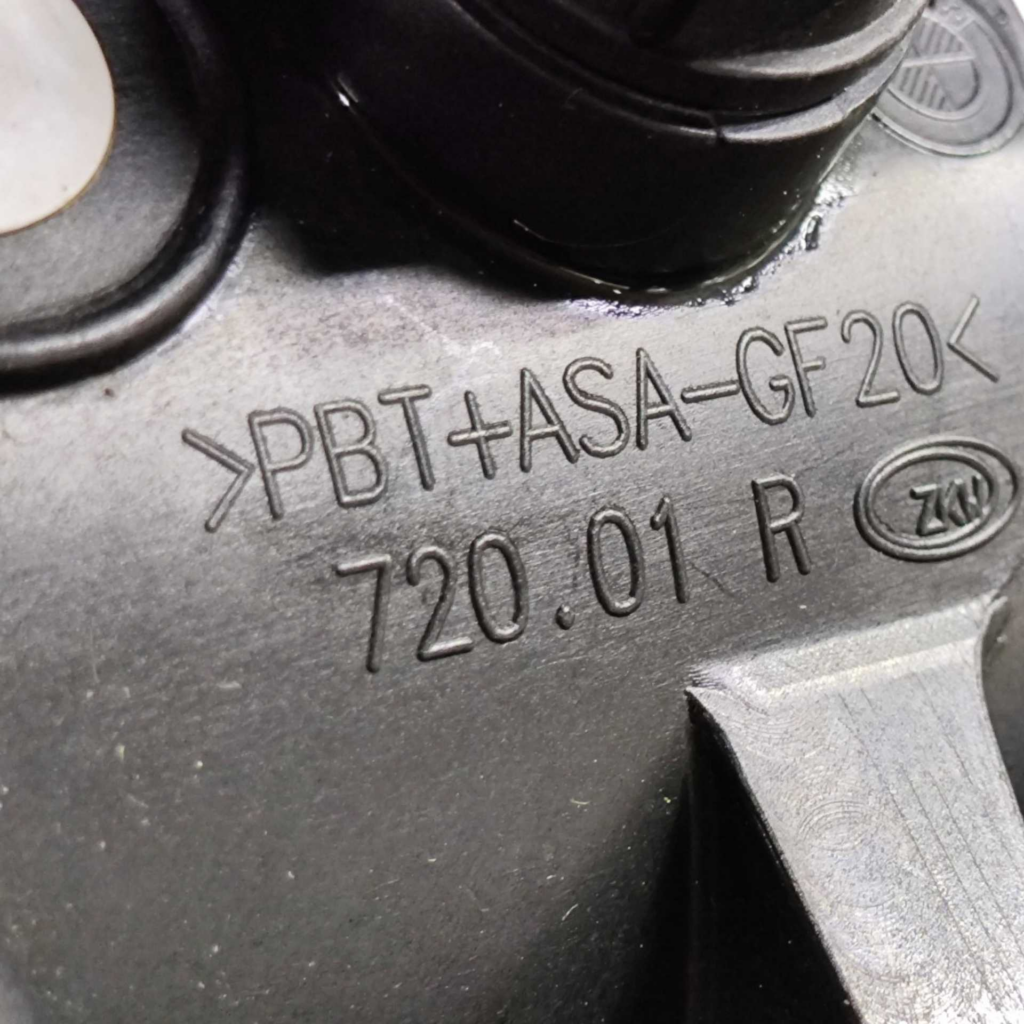 >PBT+ASA-GF20<
720.01 R
ZKW